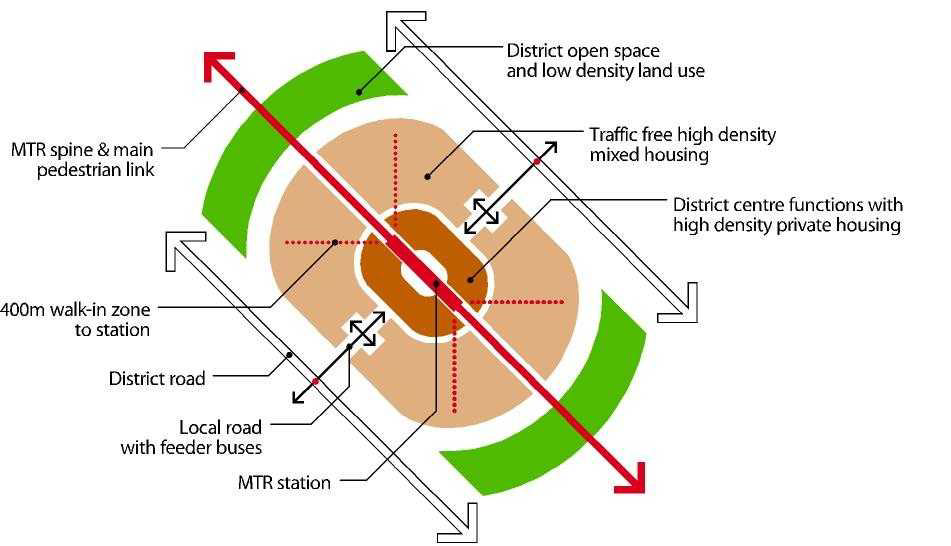 District open space
and low density land use
Traffic free high density
mixed housing
MTR spine & main
pedestrian link
District centre functions with
high density private housing
400m walk-in zone
to station
District road
Local road
with feeder buses
MTR station